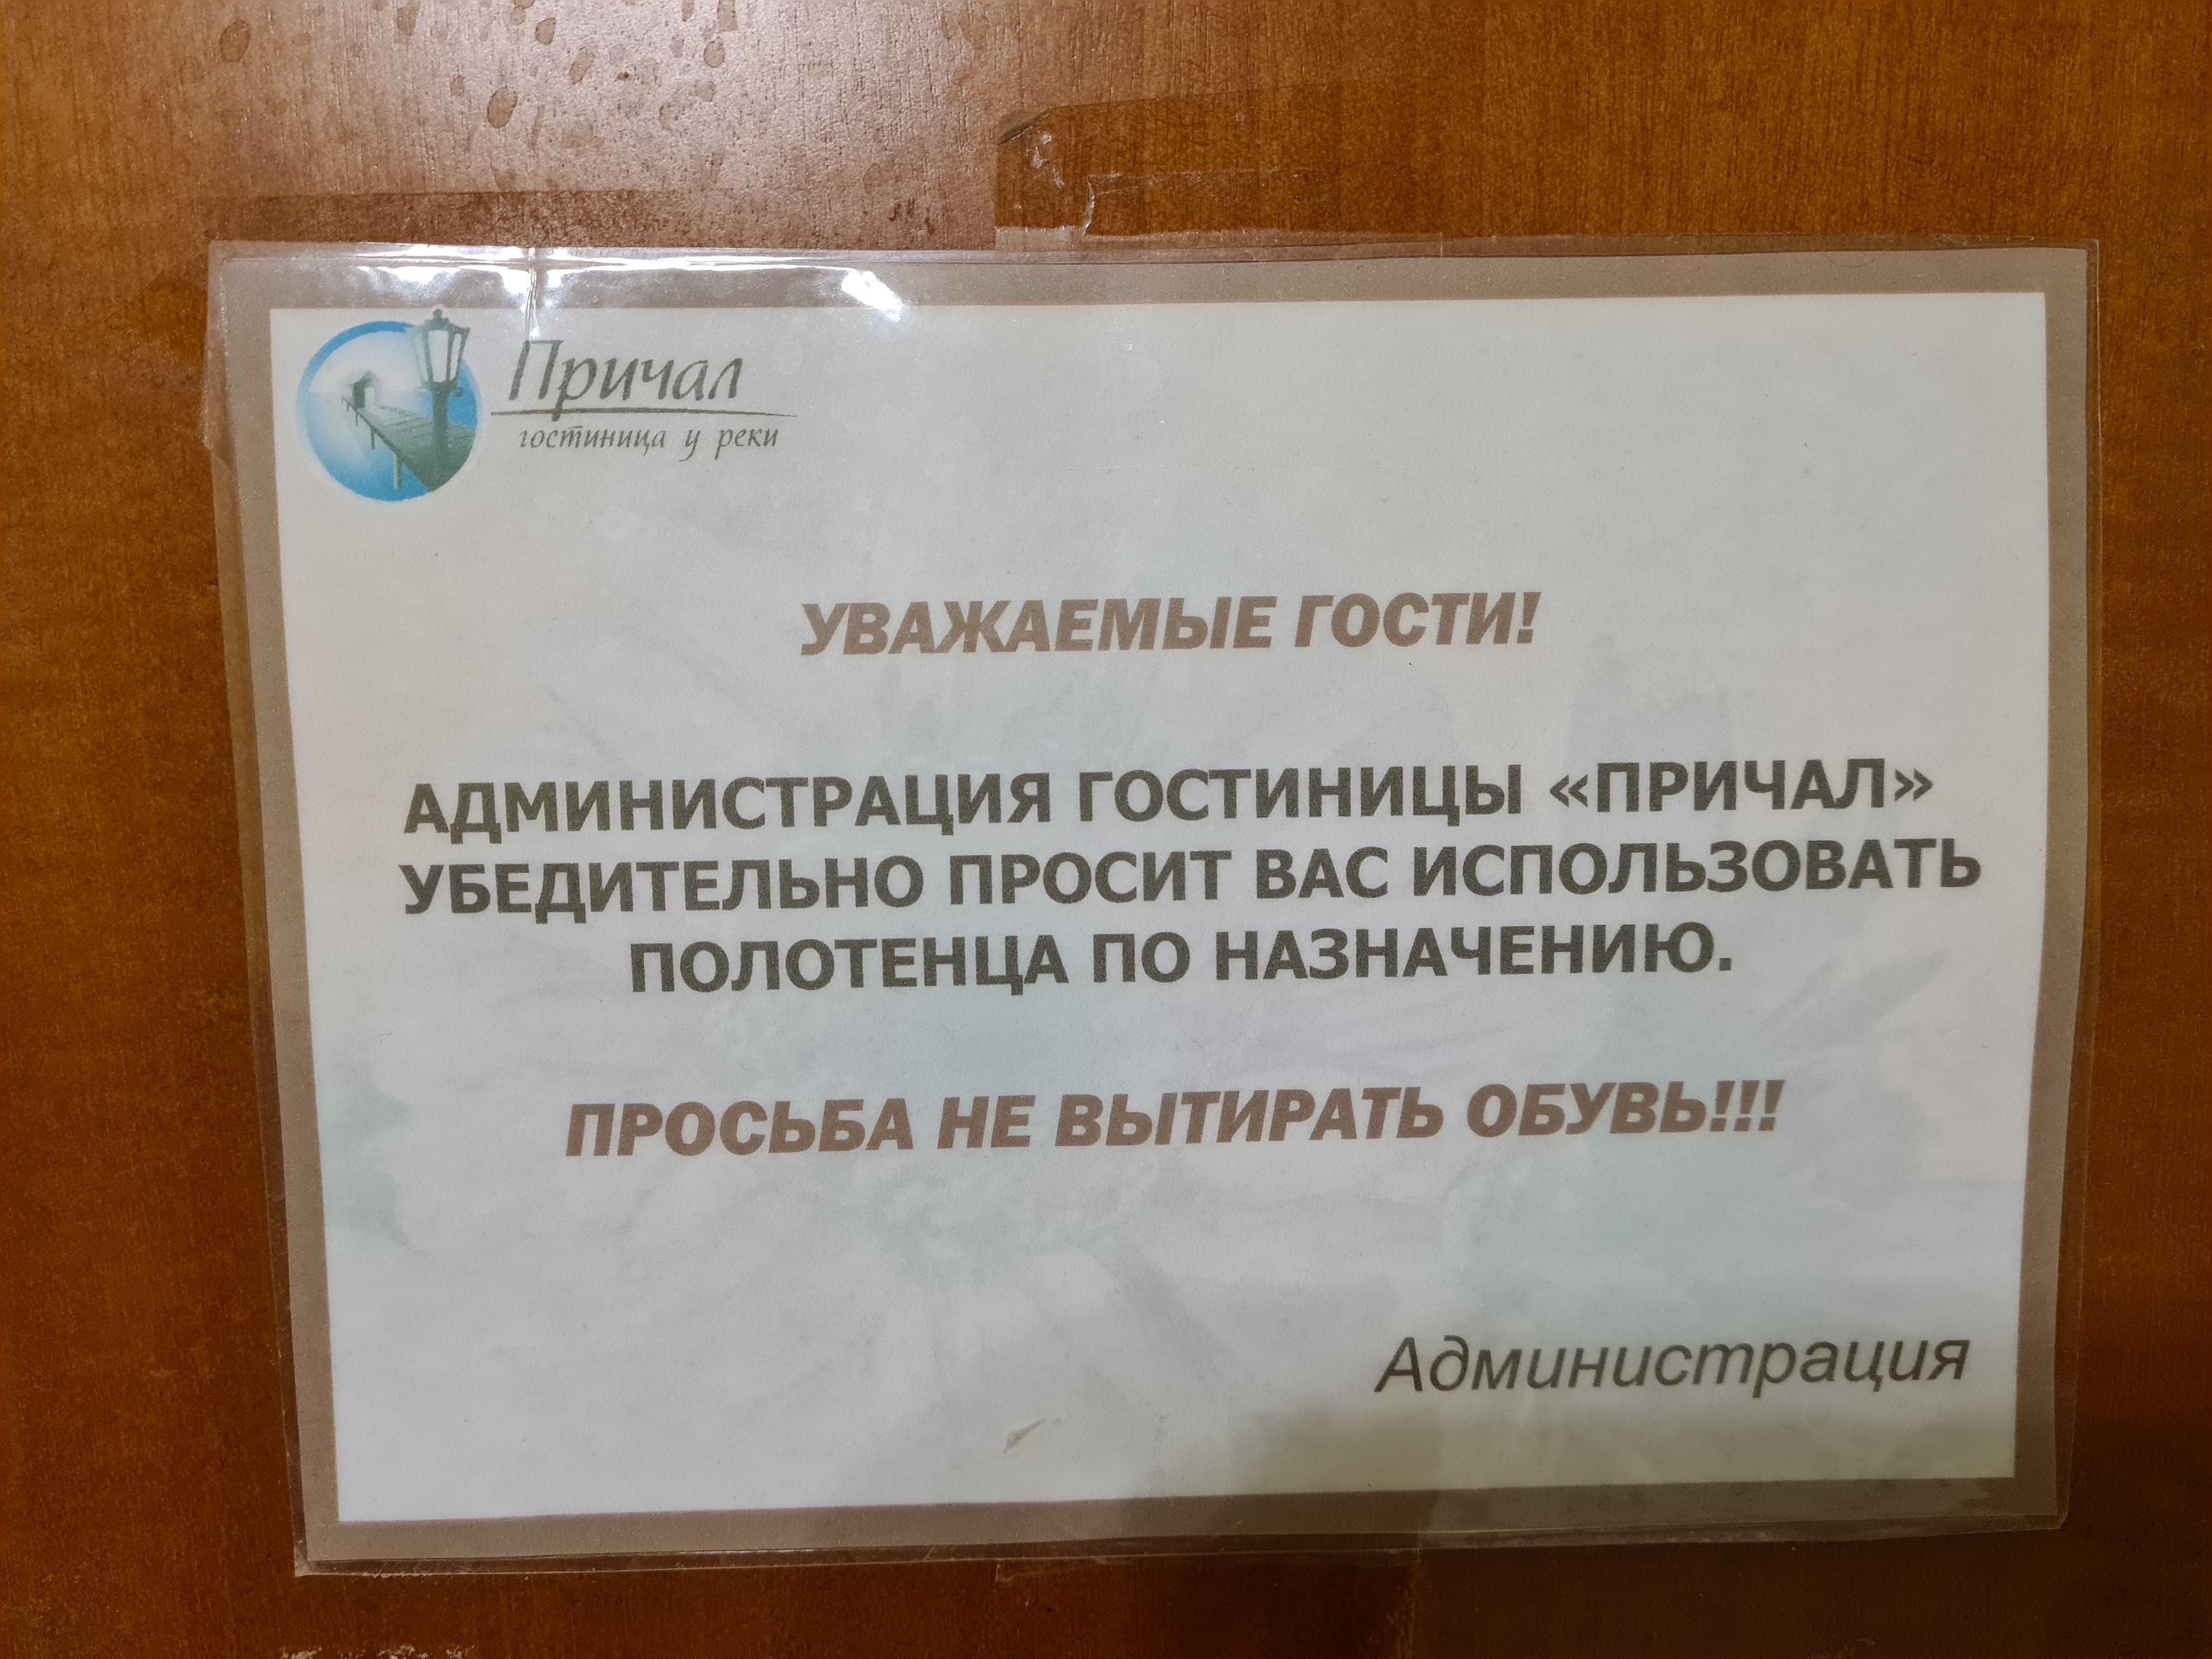 Причал
гостиница у реки
УВАЖАЕМЫЕ ГОСТИ!
АДМИНИСТРАЦИЯ ГОСТИНИЦЫ «ПРИЧАЛ»
УБЕДИТЕЛЬНО ПРОСИТ ВАС ИСПОЛЬЗОВАТЬ
ПОЛОТЕНЦА ПО НАЗНАЧЕНИЮ.
ПРОСЬБА НЕ ВЫТИРАТЬ ОБУВЬ!!!
Администрация